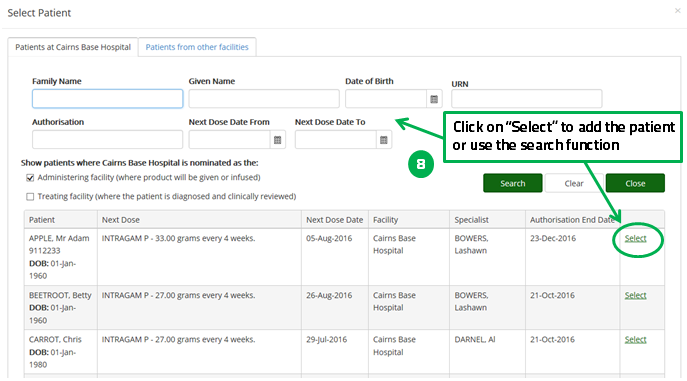 Select Patient
×
Patients at Cairns Base Hospital
Patients from other facilities
Family Name
Given Name
Date of Birth
URN
Authorisation
Next Dose Date From
Next Dose Date To
Click on “Select” to add the patient
or use the search function
Show patients where Cairns Base Hospital is nominated as the:
8
Administering facility (where product will be given or infused)
Search
Clear
Close
Treating facility (where the patient is diagnosed and clinically reviewed)
Patient
Next Dose
Next Dose Date
Facility
Specialist
Authorisation End Date
APPLE, Mr Adam
9112233
DOB: 01-Jan-
1960
INTRAGAM P - 33.00 grams every 4 weeks.
05-Aug-2016
Cairns Base
Hospital
BOWERS,
Lashawn
23-Dec-2016
Select
BEETROOT, Betty
DOB: 01-Jan-
1960
INTRAGAM P - 27.00 grams every 4 weeks.
26-Aug-2016
Cairns Base
Hospital
BOWERS,
Lashawn
21-Oct-2016
Select
CARROT, Chris
DOB: 01-Jan-
1980
INTRAGAM P - 27.00 grams every 4 weeks.
29-Jul-2016
Cairns Base
Hospital
DARNEL, Al
21-Oct-2016
Select